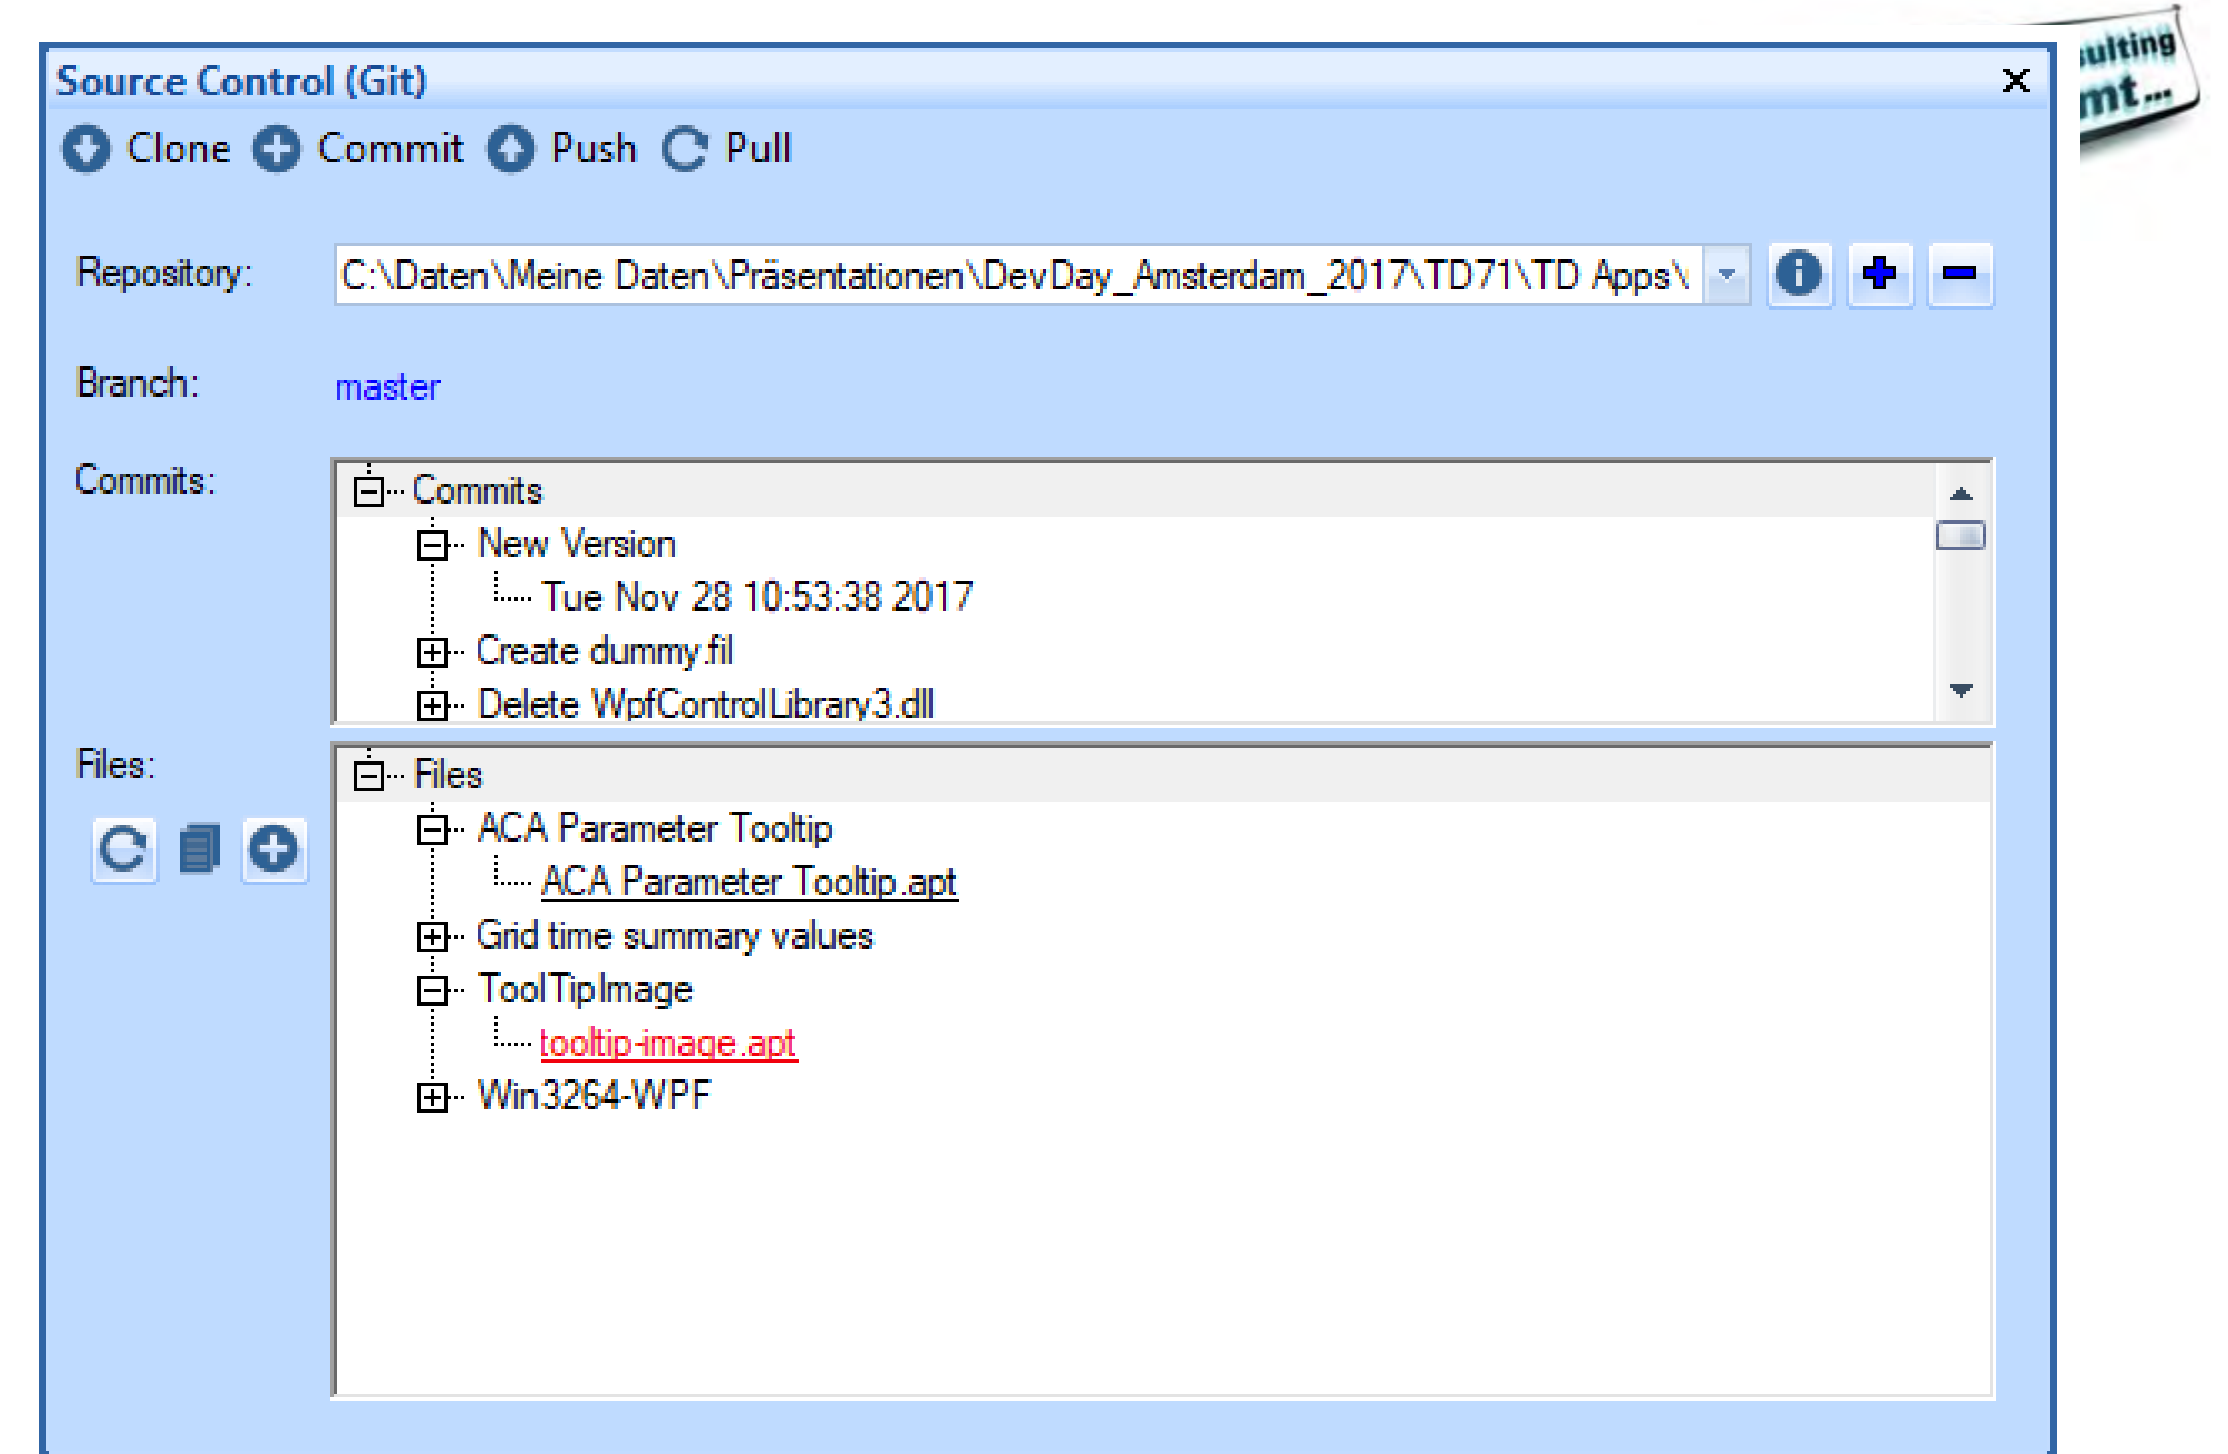 ulting
mt...
Source Control (Git)
Clone Commit Push Pull
Repository: C:\Daten\Meine Daten\Präsentationen\DevDay_Amsterdam_2017\TD71\TD Apps\
Branch: master
Commits:
Commits
New Version
Tue Nov 28 10:53:38 2017
Create dummy.fil
Delete WpfControlLibrary3.dll
Files:
Files
ACA Parameter Tooltip
ACA Parameter Tooltip.apt
Grid time summary values
ToolTipImage
tooltip-image.apt
Win3264-WPF